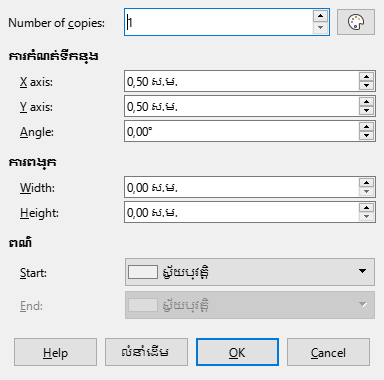 Number of copies: 1
ការកំណត់ទីកន្លែង
X axis: 0,50 ស.ម.
Y axis: 0,50 ស.ម.
Angle: 0,00°
ការពង្រីក
Width: 0,00 ស.ម.
Height: 0,00 ស.ម.
ពណ៌
Start: ស្វ័យប្រវត្តិ
End: ស្វ័យប្រវត្តិ
Help លំនាំដើម OK Cancel